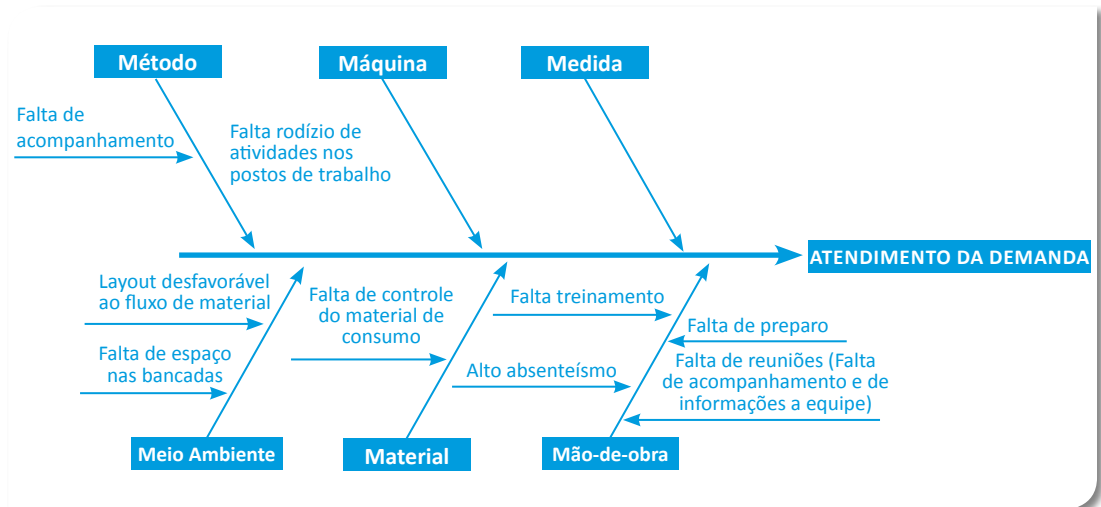 Método
Máquina
Medida
Falta de
acompanhamento
Falta rodízio de
atividades nos
postos de trabalho
ATENDIMENTO DA DEMANDA
Layout desfavorável
ao fluxo de material
Falta de espaço
nas bancadas
Falta de controle
do material de
consumo
Falta treinamento
Alto absenteísmo
Falta de preparo
Falta de reuniões (Falta
de acompanhamento e de
informações a equipe)
Meio Ambiente
Material
Mão-de-obra